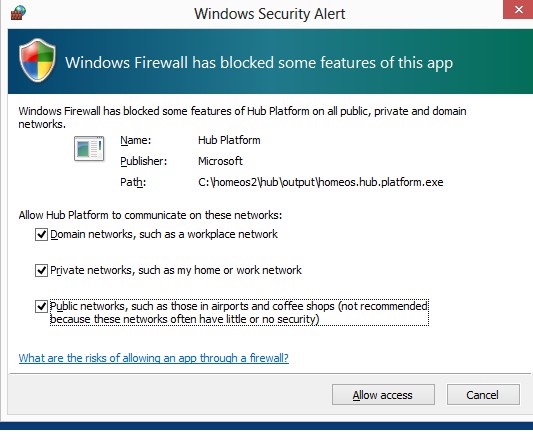 Windows Security Alert
Windows Firewall has blocked some features of this app
Windows Firewall has blocked some features of Hub Platform on all public, private and domain
networks.
Name: Hub Platform
Publisher: Microsoft
Path: C:\homeos2\hub\output\homeos.hub.platform.exe
Allow Hub Platform to communicate on these networks:
Domain networks, such as a workplace network
Private networks, such as my home or work network
Public networks, such as those in airports and coffee shops (not recommended
because these networks often have little or no security)
What are the risks of allowing an app through a firewall?
Allow access Cancel